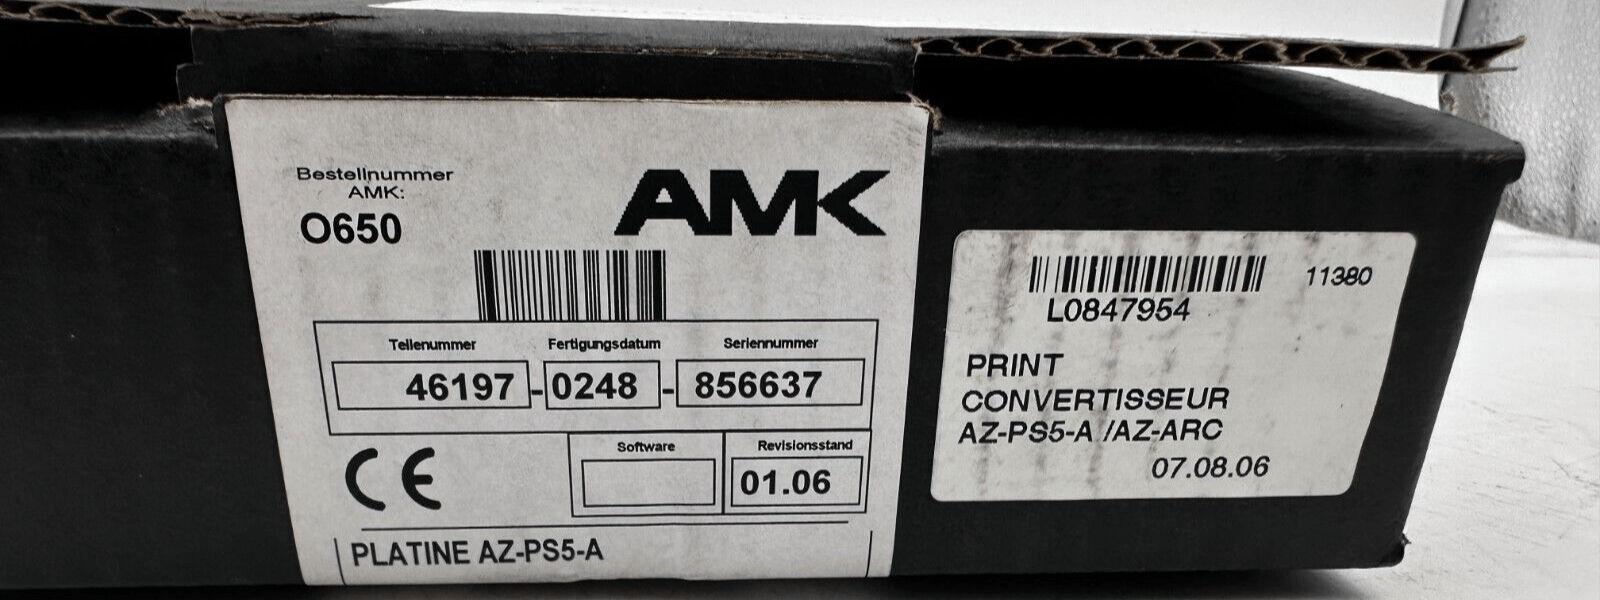 Bestellnummer
AMK:
O650
AMK
Teilenummer Fertigungsdatum Seriennummer
46197-0248-856637
Software Revisionsstand
01.06
CE
PLATINE AZ-PS5-A
11380
L0847954
PRINT
CONVERTISSEUR
AZ-PS5-A /AZ-ARC
07.08.06